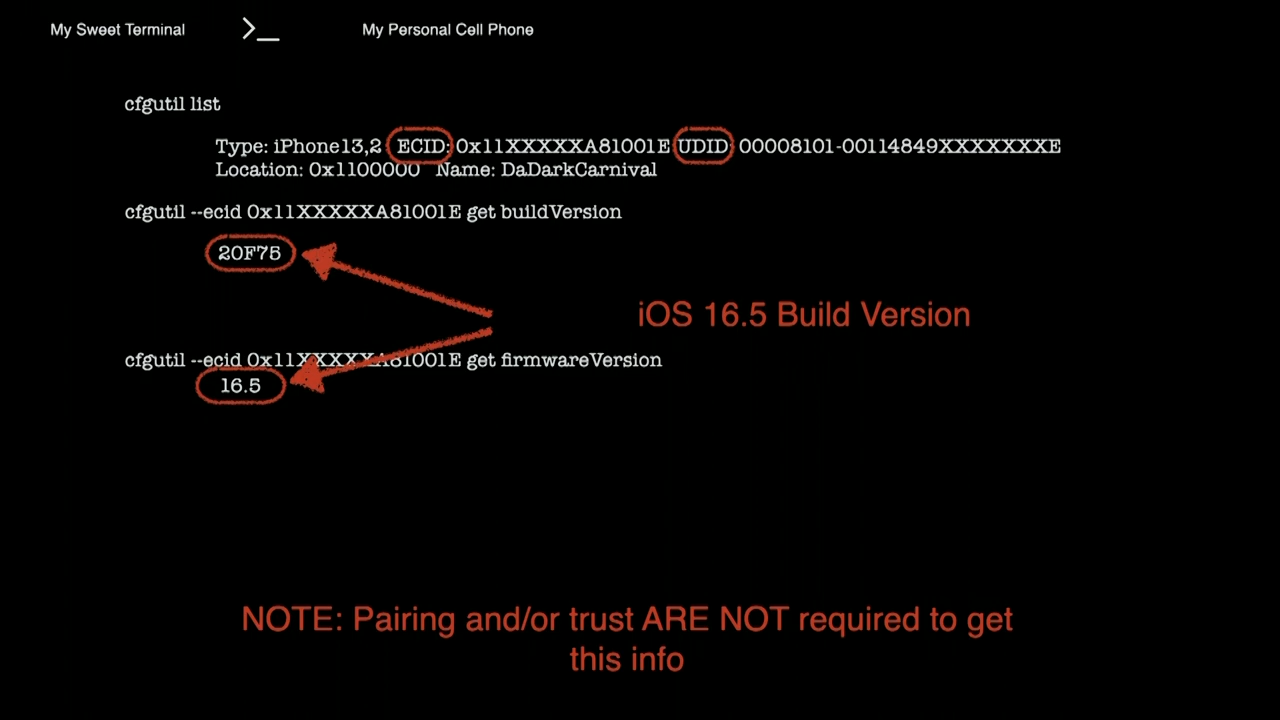 My Sweet Terminal >_ My Personal Cell Phone
cfgutil list
Type: iPhone13,2 ECID: 0x11XXXXXA81001E UDID: 00008101-00114849XXXXXXXE
Location: 0x1100000 Name: DaDarkCarnival
cfgutil --ecid 0x11XXXXXA81001E get buildVersion
20F75
iOS 16.5 Build Version
cfgutil --ecid 0x11XXXXXA81001E get firmwareVersion
16.5
NOTE: Pairing and/or trust ARE NOT required to get
this info